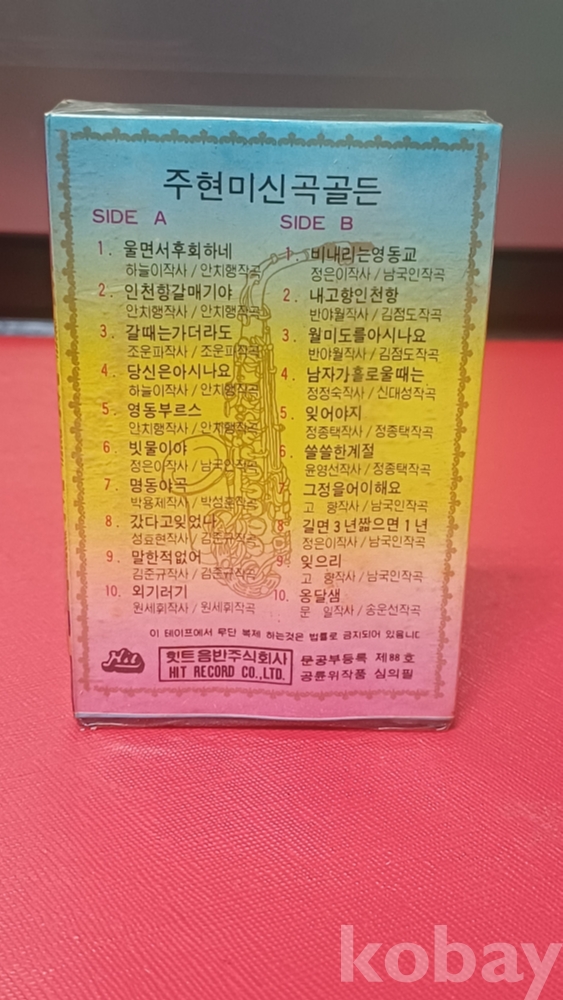 주현미신곡골든
SIDE A
1. 울면서후회하네
하늘이작사 / 안치행작곡
2. 인천항갈매기야
안치행작사 / 안치행작곡
3. 갈때는가더라도
조운파작사 / 조운파작곡
4. 당신은아시나요
하늘이작사 / 안치행작곡
5. 영동부르스
안치행작사 / 안치행작곡
6. 빗물이야
정은이작사 / 남국인작곡
7. 명동야곡
박용제작사 / 박성훈작곡
8. 갔다고잊었나
성효현작사 / 김준규작곡
9. 말한적없어
김준규작사 / 김준규작곡
10. 외기러기
원세휘작사 / 원세휘작곡
SIDE B
1. 비내리는영동교
정은이작사 / 남국인작곡
2. 내고향인천항
반야월작사 / 김점도작곡
3. 월미도를아시나요
반야월작사 / 김점도작곡
4. 남자가홀로울때는
정정숙작사 / 신대성작곡
5. 잊어야지
정종택작사 / 정종택작곡
6. 쓸쓸한계절
윤영선작사 / 정종택작곡
7. 그정을어이해요
고 향작사 / 남국인작곡
8. 길면 3년짧으면 1년
정은이작사 / 남국인작곡
9. 잊으리
고 향작사 / 남국인작곡
10. 옹달샘
문 일작사 / 송운선작곡
이 테이프에서 무단 복제 하는것은 법률로 금지되어 있읍니다
Hit
힛트음반주식회사
HIT RECORD CO.,LTD.
문공부등록 제88호
공륜위작품 심의필
kobay